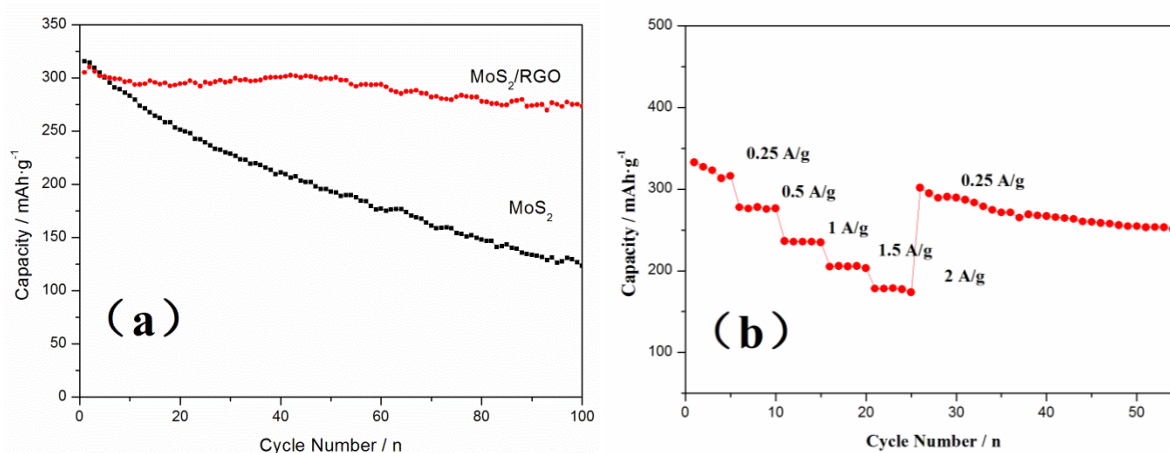 350
300
250
200
150
100
50
0
Capacity / mAh·g⁻¹
MoS₂/RGO
MoS₂
（a）
0 20 40 60 80 100
Cycle Number / n
500
400
300
200
100
Capacity / mAh·g⁻¹
0.25 A/g
0.5 A/g
1 A/g
1.5 A/g
2 A/g
0.25 A/g
（b）
0 10 20 30 40 50
Cycle Number / n